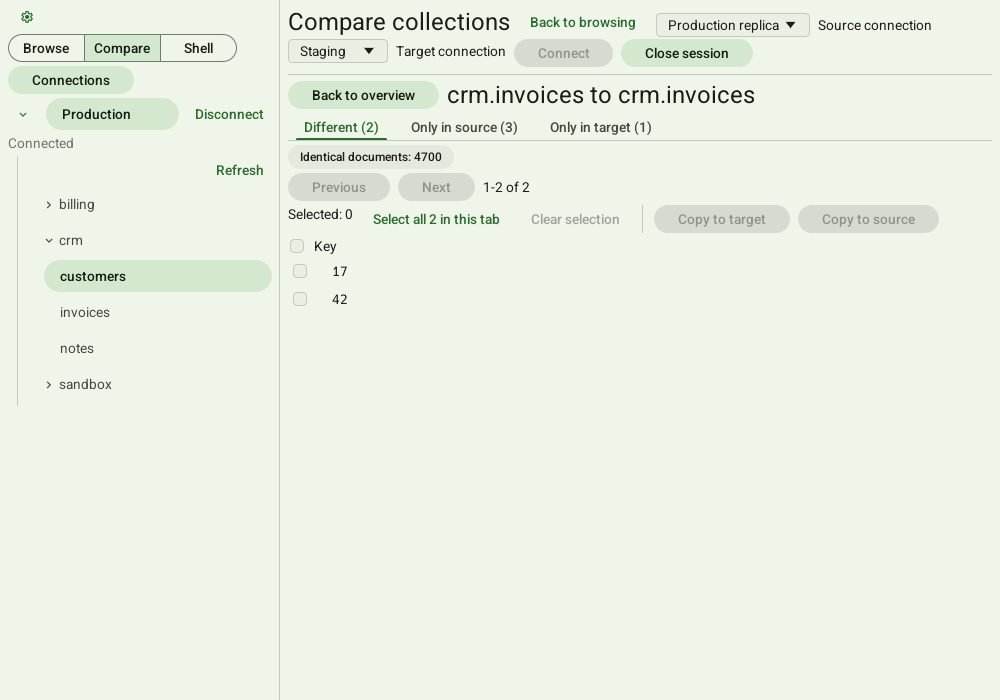 Browse Compare Shell
Connections
Production Disconnect
Connected
Refresh
billing
crm
customers
invoices
notes
sandbox
Compare collections Back to browsing Production replica Source connection
Staging Target connection Connect Close session
Back to overview crm.invoices to crm.invoices
Different (2) Only in source (3) Only in target (1)
Identical documents: 4700
Previous Next 1-2 of 2
Selected: 0 Select all 2 in this tab Clear selection Copy to target Copy to source
Key
17
42